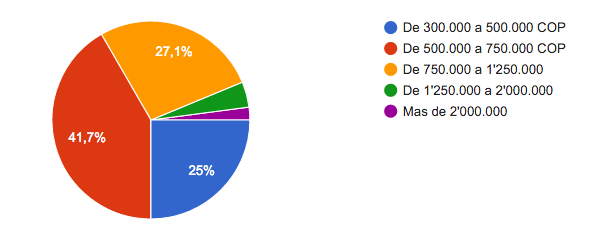 27,1%
41,7%
25%
De 300.000 a 500.000 COP
De 500.000 a 750.000 COP
De 750.000 a 1'250.000
De 1'250.000 a 2'000.000
Mas de 2'000.000